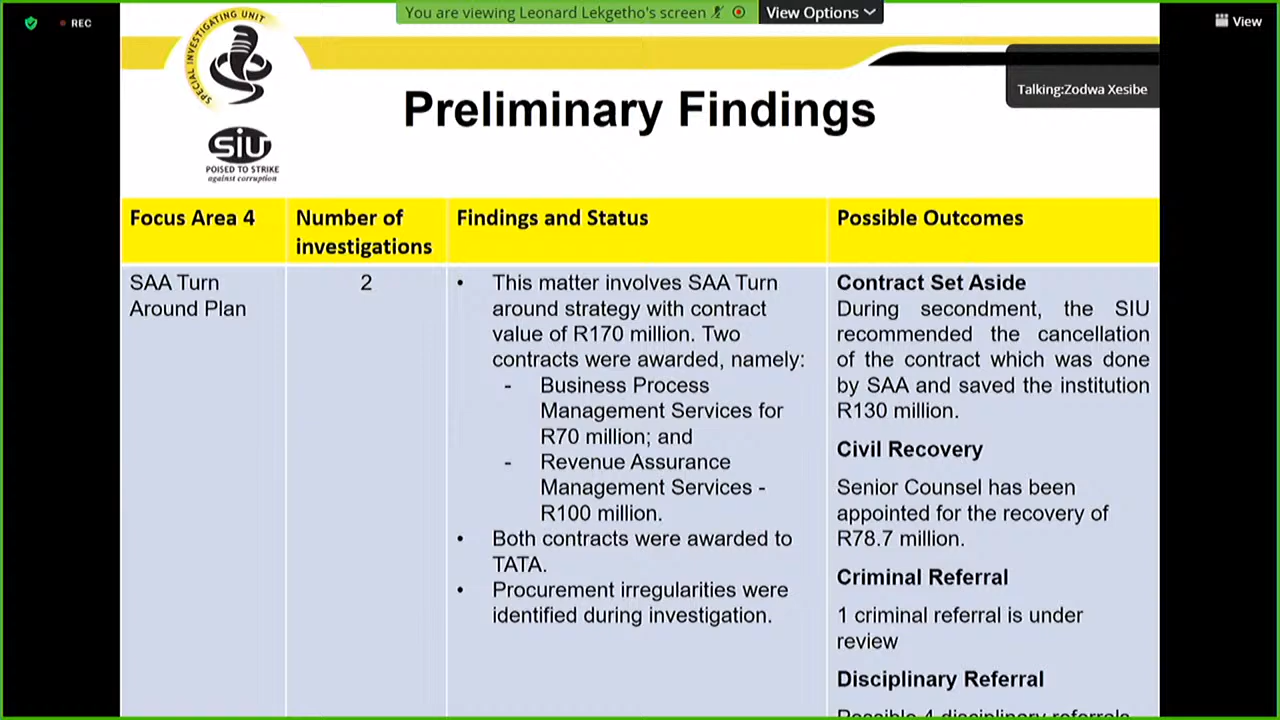 REC
You are viewing Leonard Lekgetho's screen
View Options
View
SPECIAL INVESTIGATING UNIT
SiU
POISED TO STRIKE
against corruption
Preliminary Findings
Talking:Zodwa Xesibe
Focus Area 4
Number of
investigations
Findings and Status
Possible Outcomes
SAA Turn
Around Plan
2
• This matter involves SAA Turn
around strategy with contract
value of R170 million. Two
contracts were awarded, namely:
- Business Process
Management Services for
R70 million; and
- Revenue Assurance
Management Services -
R100 million.
• Both contracts were awarded to
TATA.
• Procurement irregularities were
identified during investigation.
Contract Set Aside
During secondment, the SIU
recommended the cancellation
of the contract which was done
by SAA and saved the institution
R130 million.
Civil Recovery
Senior Counsel has been
appointed for the recovery of
R78.7 million.
Criminal Referral
1 criminal referral is under
review
Disciplinary Referral
Possible 4 disciplinary referrals